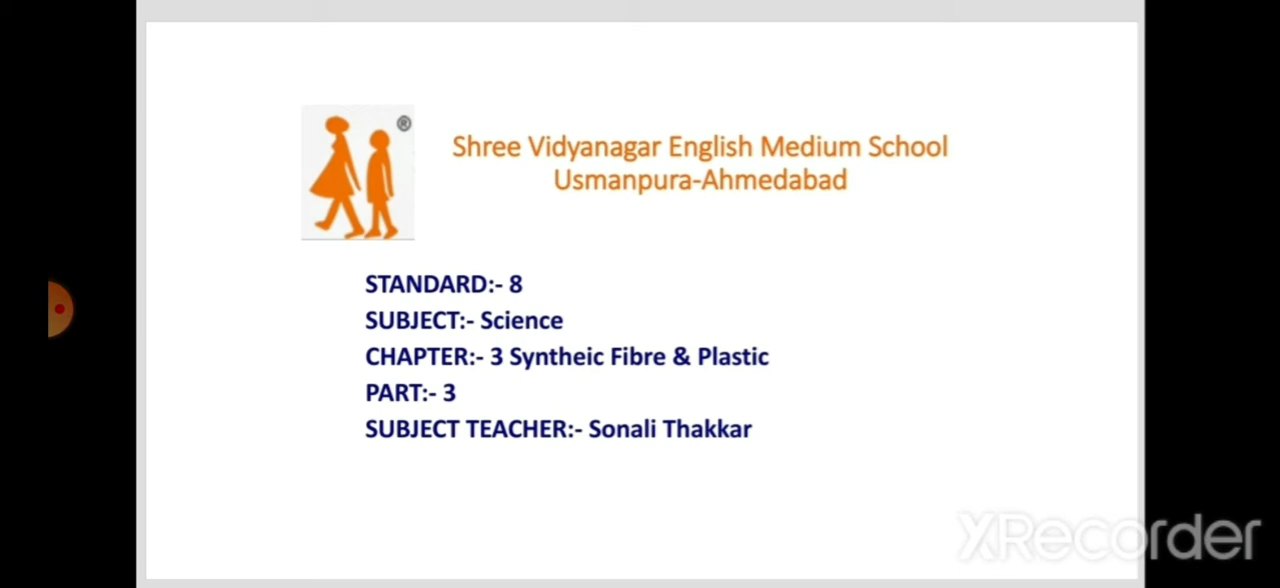 ®
Shree Vidyanagar English Medium School
Usmanpura-Ahmedabad
STANDARD:- 8
SUBJECT:- Science
CHAPTER:- 3 Syntheic Fibre & Plastic
PART:- 3
SUBJECT TEACHER:- Sonali Thakkar
XRecorder